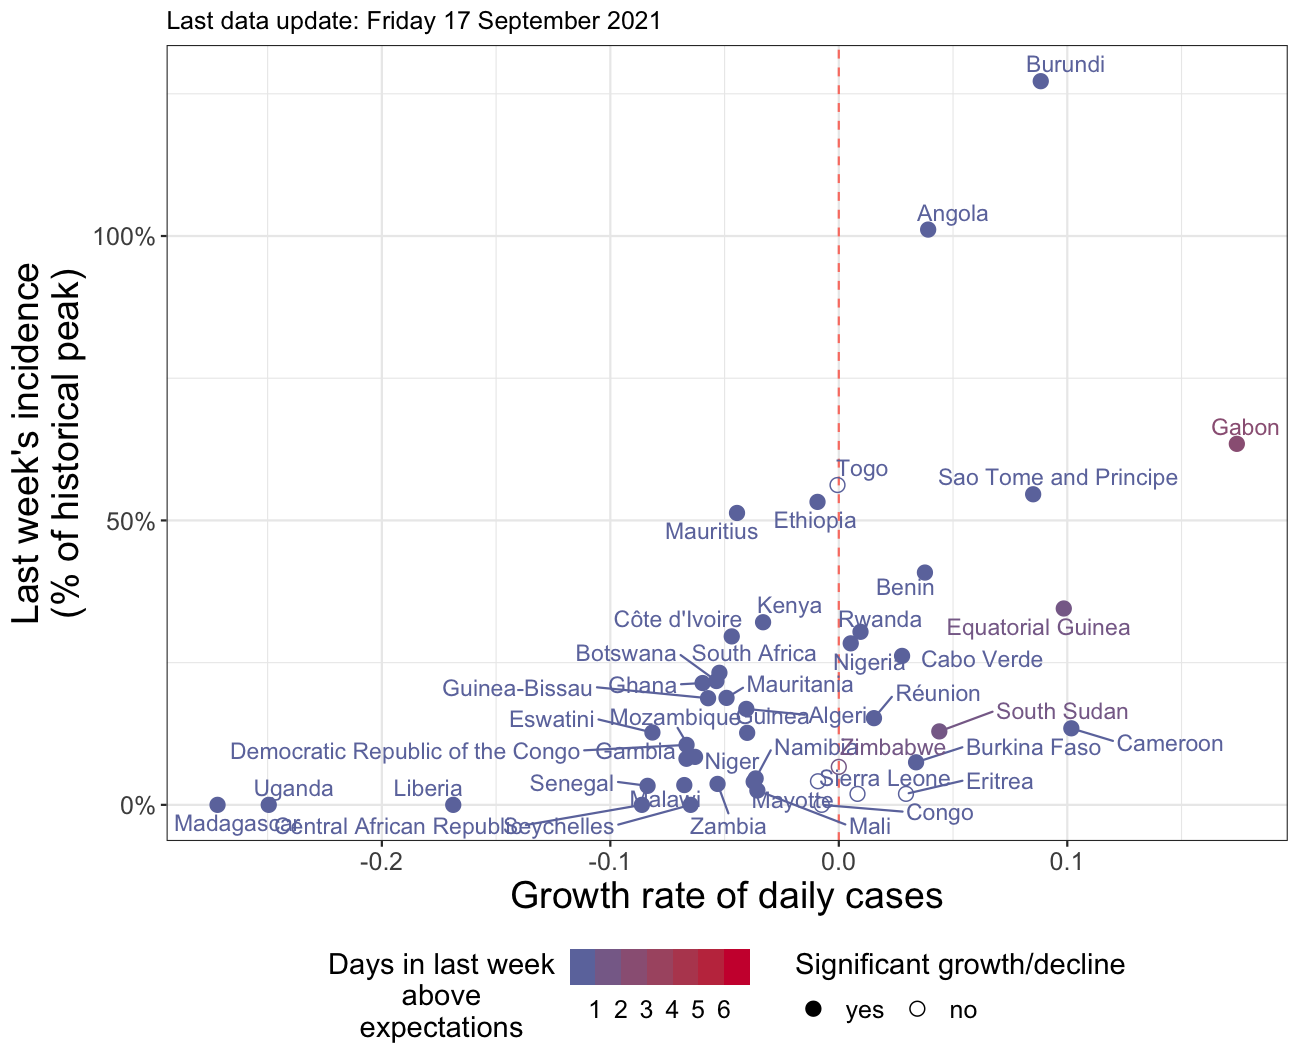 Last data update: Friday 17 September 2021
Burundi
Angola
100%
Gabon
Togo
Sao Tome and Principe
50%
Ethiopia
Mauritius
Benin
Kenya
Côte d'Ivoire
Rwanda
Equatorial Guinea
Botswana
South Africa
Nigeria
Cabo Verde
Guinea-Bissau
Ghana
Mauritania
Réunion
Eswatini
Mozambique
Guinea
Algeria
South Sudan
Democratic Republic of the Congo
Gambia
Niger
Namibia
Zimbabwe
Burkina Faso
Cameroon
Uganda
Liberia
Senegal
Sierra Leone
Eritrea
0%
Malawi
Mayotte
Congo
Madagascar
Central African Republic
Seychelles
Zambia
Mali
-0.2
-0.1
0.0
0.1
Last week's incidence
(% of historical peak)
Growth rate of daily cases
Days in last week
above
expectations
1 2 3 4 5 6
Significant growth/decline
yes
no